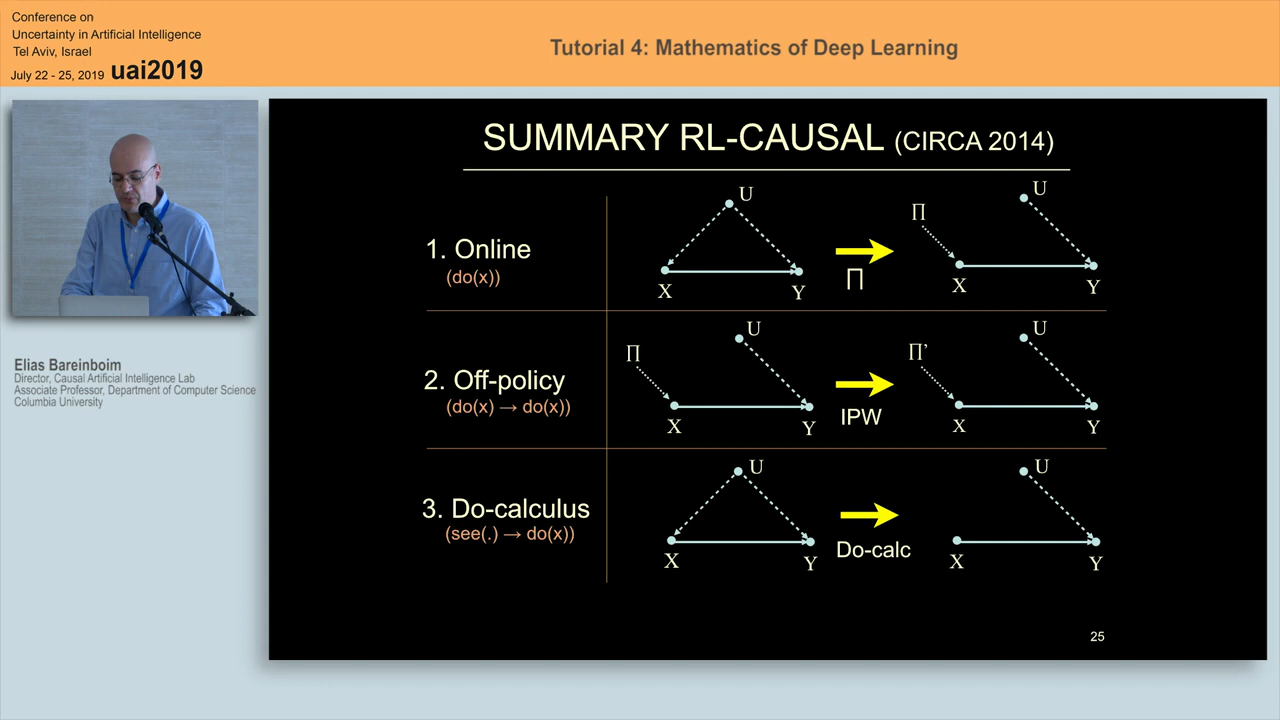 Conference on
Uncertainty in Artificial Intelligence
Tel Aviv, Israel
July 22 - 25, 2019 uai2019
Tutorial 4: Mathematics of Deep Learning
Elias Bareinboim
Director, Causal Artificial Intelligence Lab
Associate Professor, Department of Computer Science
Columbia University
SUMMARY RL-CAUSAL (CIRCA 2014)
1. Online
(do(x))
U
X
Y
∏
∏
U
X
Y
2. Off-policy
(do(x) → do(x))
∏
U
X
Y
IPW
∏’
U
X
Y
3. Do-calculus
(see(.) → do(x))
U
X
Y
Do-calc
U
X
Y
25